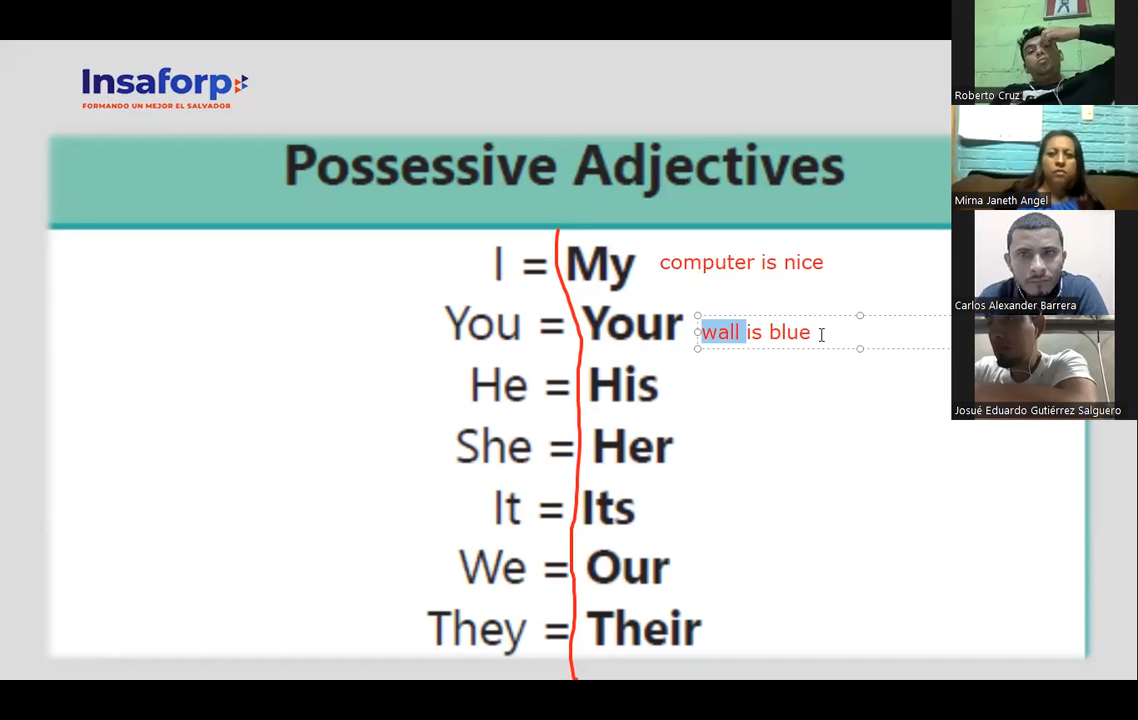 Insaforp
FORMANDO UN MEJOR EL SALVADOR
Possessive Adjectives
I = My computer is nice
You = Your wall is blue
He = His
She = Her
It = Its
We = Our
They = Their
Roberto Cruz
Mirna Janeth Angel
Carlos Alexander Barrera
Josué Eduardo Gutiérrez Salguero